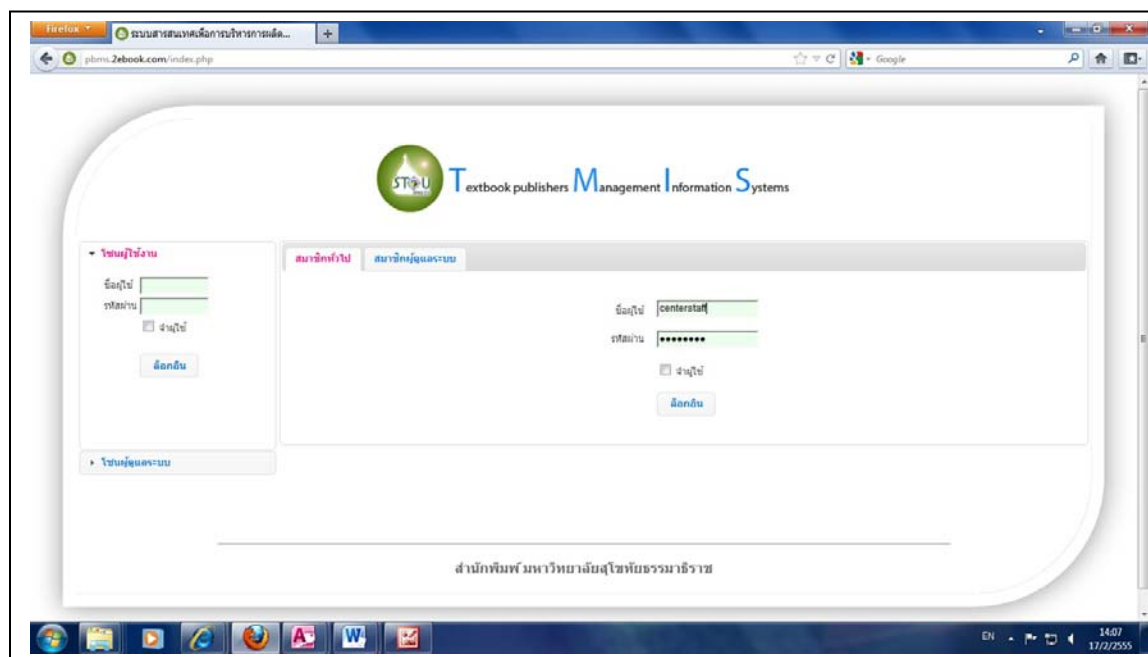 Firefox
ระบบสารสนเทศเพื่อการบริหารการผลิต...
pbms.2ebook.com/index.php
Google
STOU
Textbook publishers Management Information Systems
โซนผู้ใช้งาน
ชื่อผู้ใช้
รหัสผ่าน
จำผู้ใช้
ล็อกอิน
โซนผู้ดูแลระบบ
สมาชิกทั่วไป สมาชิกผู้ดูแลระบบ
ชื่อผู้ใช้ centerstaff
รหัสผ่าน ••••••••
จำผู้ใช้
ล็อกอิน
สำนักพิมพ์ มหาวิทยาลัยสุโขทัยธรรมาธิราช
EN
14:07
17/2/2555